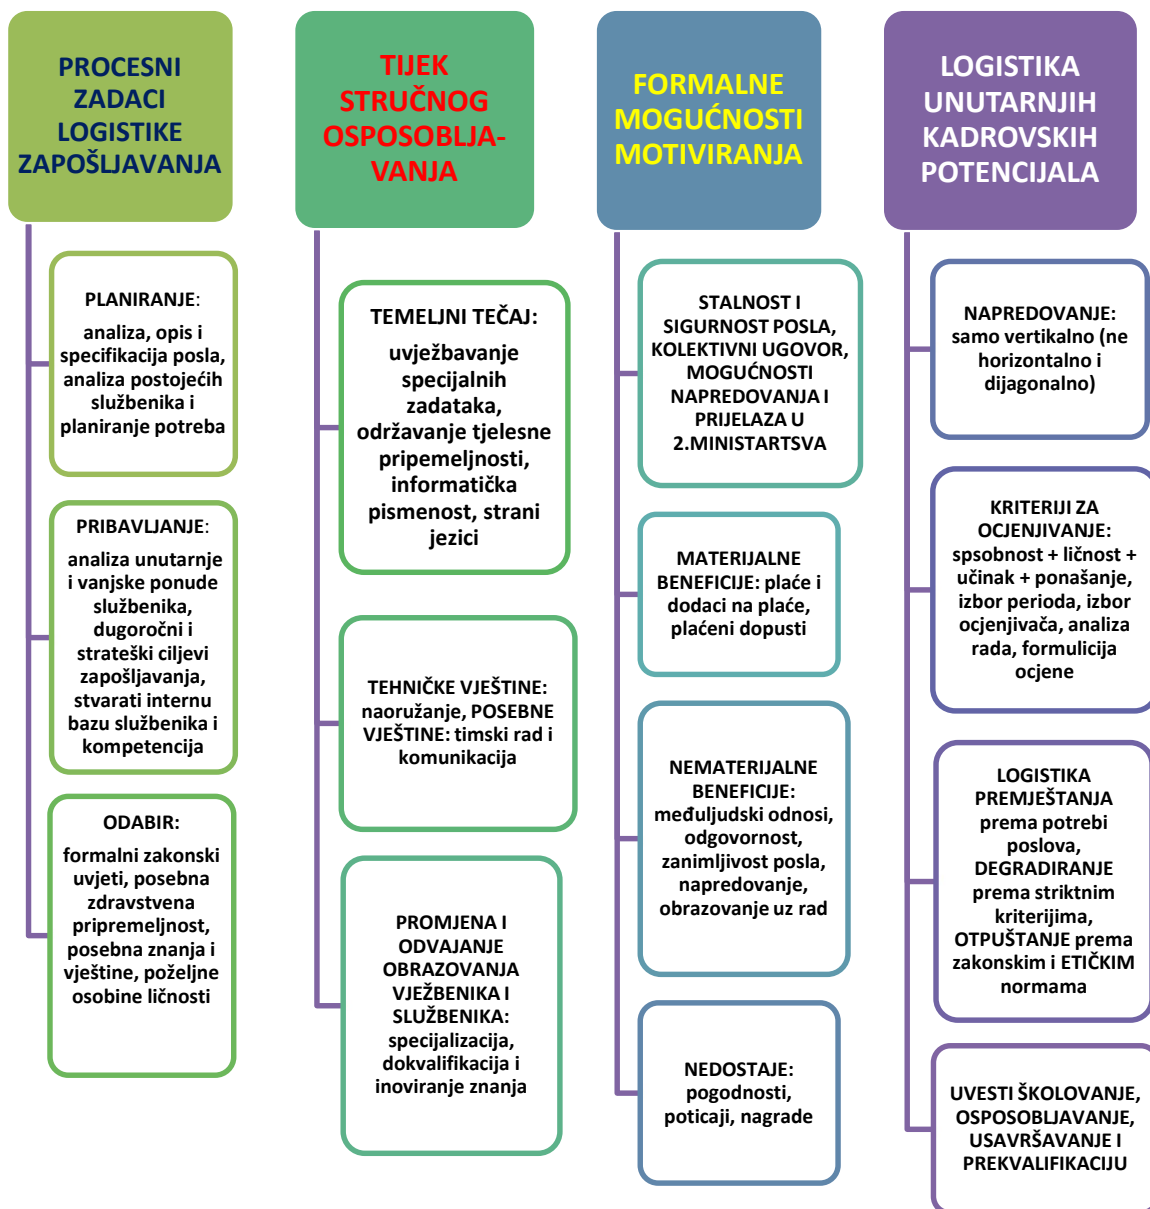 PROCESNI
ZADACI
LOGISTIKE
ZAPOŠLJAVANJA
PLANIRANJE:
analiza, opis i
specifikacija posla,
analiza postojećih
službenika i
planiranje potreba
PRIBAVLJANJE:
analiza unutarnje
i vanjske ponude
službenika,
dugoročni i
strateški ciljevi
zapošljavanja,
stvarati internu
bazu službenika i
kompetencija
ODABIR:
formalni zakonski
uvjeti, posebna
zdravstvena
pripremeljnost,
posebna znanja i
vještine, poželjne
osobine ličnosti
TIJEK
STRUČNOG
OSPOSOBLJA-
VANJA
TEMELJNI TEČAJ:
uvježbavanje
specijalnih
zadataka,
održavanje tjelesne
pripemeljnosti,
informatička
pismenost, strani
jezici
TEHNIČKE VJEŠTINE:
naoružanje, POSEBNE
VJEŠTINE: timski rad i
komunikacija
PROMJENA I
ODVAJANJE
OBRAZOVANJA
VJEŽBENIKA I
SLUŽBENIKA:
specijalizacija,
dokvalifikacija i
inoviranje znanja
FORMALNE
MOGUĆNOSTI
MOTIVIRANJA
STALNOST I
SIGURNOST POSLA,
KOLEKTIVNI UGOVOR,
MOGUĆNOSTI
NAPREDOVANJA I
PRIJELAZA U
2.MINISTARTSVA
MATERIJALNE
BENEFICIJE: plaće i
dodaci na plaće,
plaćeni dopusti
NEMATERIJALNE
BENEFICIJE:
međuljudski odnosi,
odgovornost,
zanimljivost posla,
napredovanje,
obrazovanje uz rad
NEDOSTAJE:
pogodnosti,
poticaji, nagrade
LOGISTIKA
UNUTARNJIH
KADROVSKIH
POTENCIJALA
NAPREDOVANJE:
samo vertikalno (ne
horizontalno i
dijagonalno)
KRITERIJI ZA
OCJENJIVANJE:
spsobnost + ličnost +
učinak + ponašanje,
izbor perioda, izbor
ocjenjivača, analiza
rada, formulicija
ocjene
LOGISTIKA
PREMJEŠTANJA
prema potrebi
poslova,
DEGRADIRANJE
prema striktnim
kriterijima,
OTPUŠTANJE prema
zakonskim i ETIČKIM
normama
UVESTI ŠKOLOVANJE,
OSPOSOBLJAVANJE,
USAVRŠAVANJE I
PREKVALIFIKACIJU